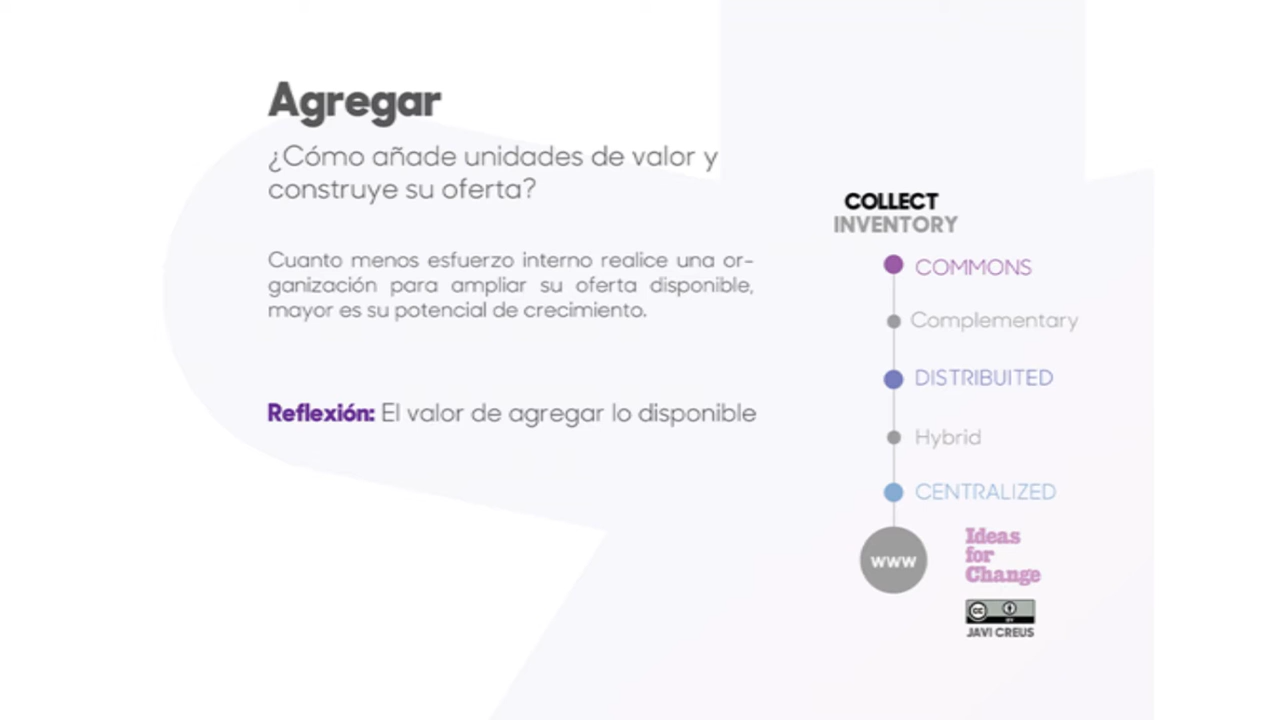 Agregar
¿Cómo añade unidades de valor y
construye su oferta?
Cuanto menos esfuerzo interno realice una or-
ganización para ampliar su oferta disponible,
mayor es su potencial de crecimiento.
Reflexión: El valor de agregar lo disponible
COLLECT
INVENTORY
COMMONS
Complementary
DISTRIBUITED
Hybrid
CENTRALIZED
www
Ideas
for
Change
cc
BY
JAVI CREUS